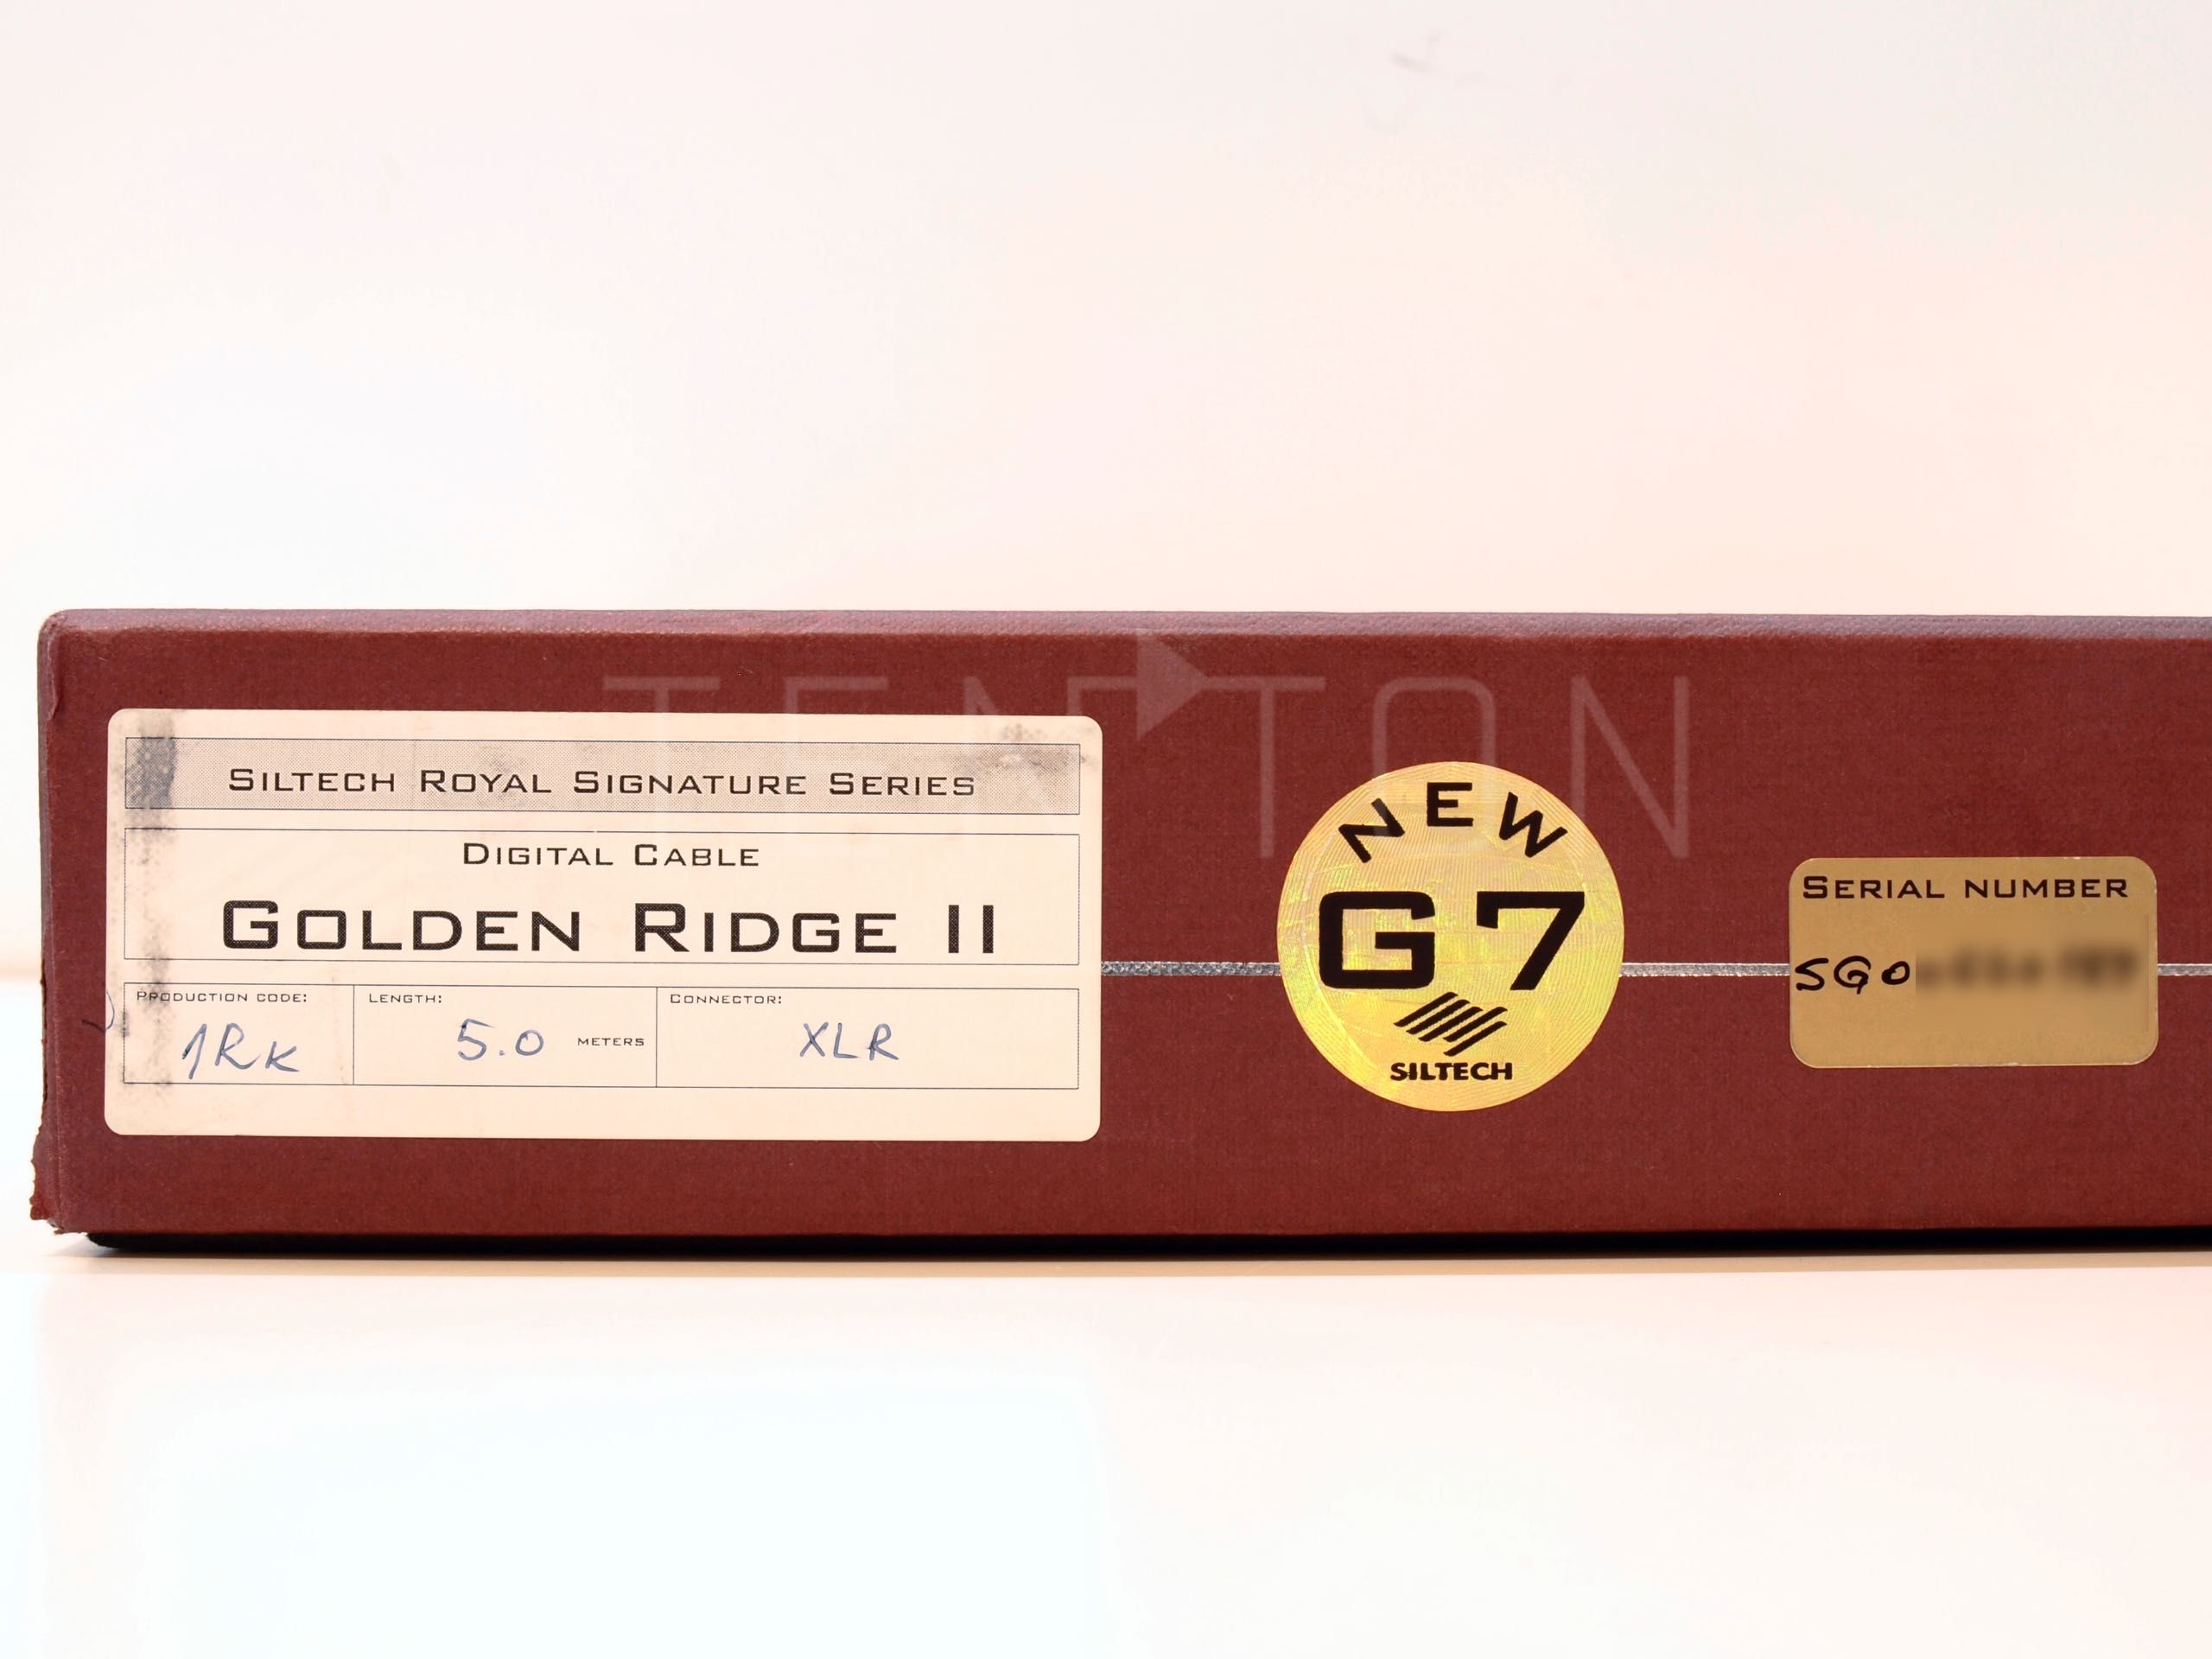 TENTON
SILTECH ROYAL SIGNATURE SERIES
DIGITAL CABLE
GOLDEN RIDGE II
PRODUCTION CODE:
1RK
LENGTH:
5.0 METERS
CONNECTOR:
XLR
NEW
G7
SILTECH
SERIAL NUMBER
SG0